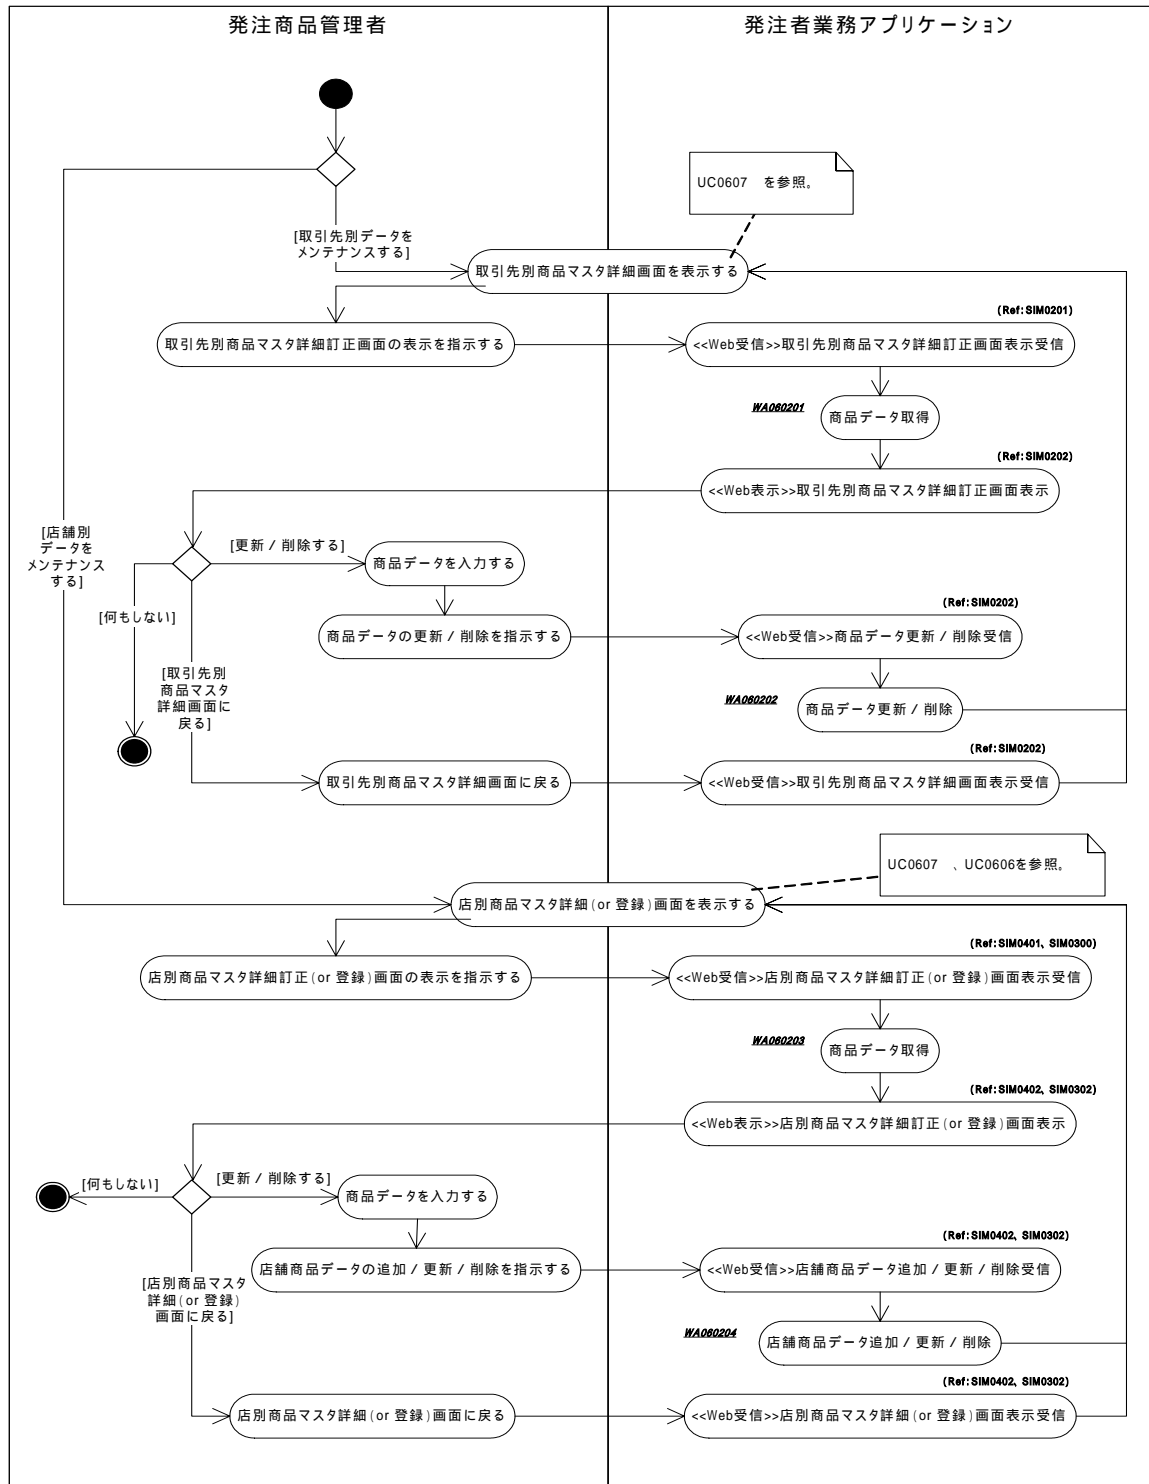 発注商品管理者
発注者業務アプリケーション
UC0607　を参照。
[取引先別データを
メンテナンスする]
取引先別商品マスタ詳細画面を表示する
(Ref:SIM0201)
取引先別商品マスタ詳細訂正画面の表示を指示する
<<Web受信>>取引先別商品マスタ詳細訂正画面表示受信
WA060201
商品データ取得
(Ref:SIM0202)
<<Web表示>>取引先別商品マスタ詳細訂正画面表示
[店舗別
データを
メンテナンス
する]
[更新 / 削除する]
商品データを入力する
[何もしない]
(Ref:SIM0202)
商品データの更新 / 削除を指示する
<<Web受信>>商品データ更新 / 削除受信
[取引先別
商品マスタ
詳細画面に
戻る]
WA060202
商品データ更新 / 削除
(Ref:SIM0202)
取引先別商品マスタ詳細画面に戻る
<<Web受信>>取引先別商品マスタ詳細画面表示受信
UC0607　、UC0606を参照。
店別商品マスタ詳細(or 登録)画面を表示する
(Ref:SIM0401、SIM0300)
店別商品マスタ詳細訂正(or 登録)画面の表示を指示する
<<Web受信>>店別商品マスタ詳細訂正(or 登録)画面表示受信
WA060203
商品データ取得
(Ref:SIM0402、SIM0302)
<<Web表示>>店別商品マスタ詳細訂正(or 登録)画面表示
[何もしない]
[更新 / 削除する]
商品データを入力する
(Ref:SIM0402、SIM0302)
店舗商品データの追加 / 更新 / 削除を指示する
<<Web受信>>店舗商品データ追加 / 更新 / 削除受信
[店別商品マスタ
詳細(or 登録)
画面に戻る]
WA060204
店舗商品データ追加 / 更新 / 削除
(Ref:SIM0402、SIM0302)
店別商品マスタ詳細(or 登録)画面に戻る
<<Web受信>>店別商品マスタ詳細(or 登録)画面表示受信